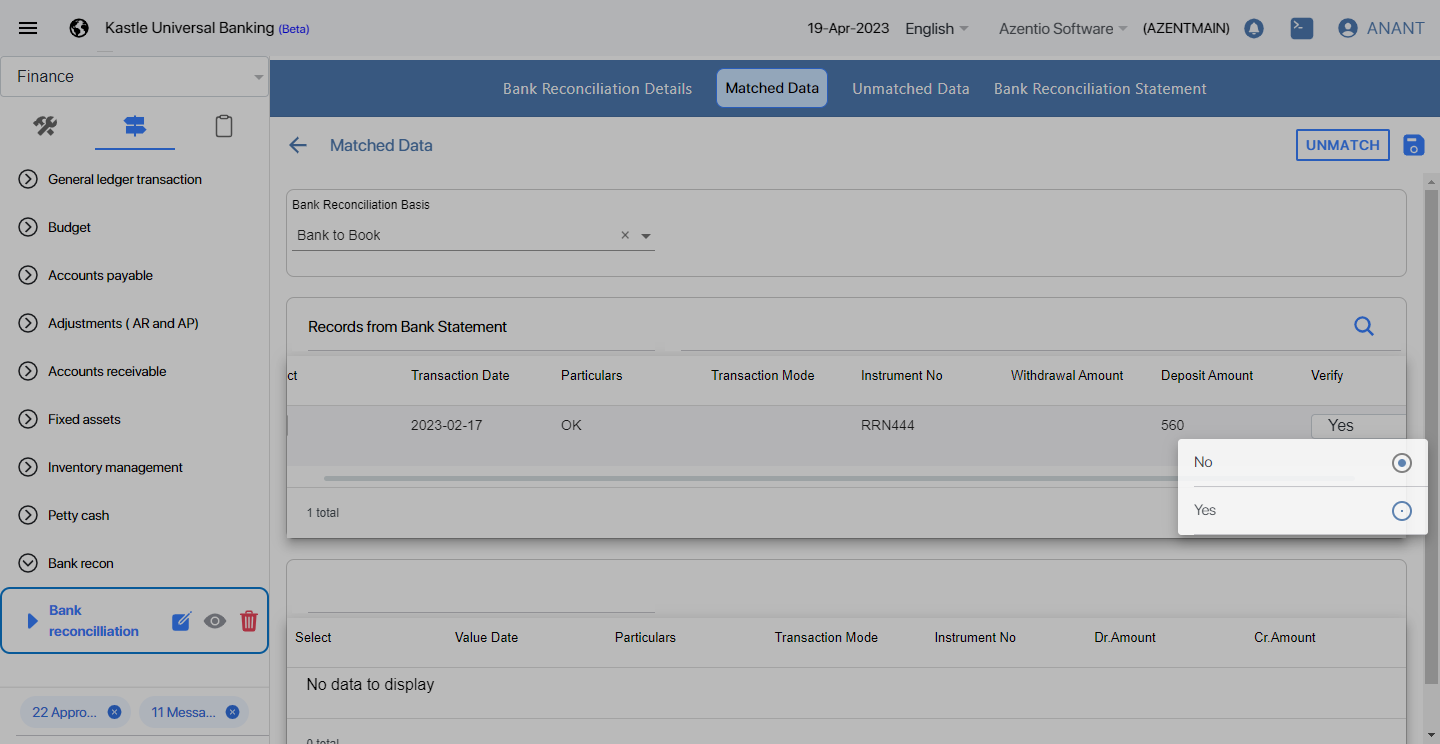 Kastle Universal Banking (Beta)
19-Apr-2023
English
Azentio Software
(AZENTMAIN)
ANANT
Finance
Bank Reconciliation Details
Matched Data
Unmatched Data
Bank Reconciliation Statement
General ledger transaction
Budget
Accounts payable
Adjustments ( AR and AP)
Accounts receivable
Fixed assets
Inventory management
Petty cash
Bank recon
Bank
reconcilliation
22 Appro...
11 Messa...
Matched Data
UNMATCH
Bank Reconciliation Basis
Bank to Book
Records from Bank Statement
ct Transaction Date Particulars Transaction Mode Instrument No Withdrawal Amount Deposit Amount Verify
2023-02-17 OK RRN444 560 Yes
No
Yes
1 total
Select Value Date Particulars Transaction Mode Instrument No Dr.Amount Cr.Amount
No data to display
0 total